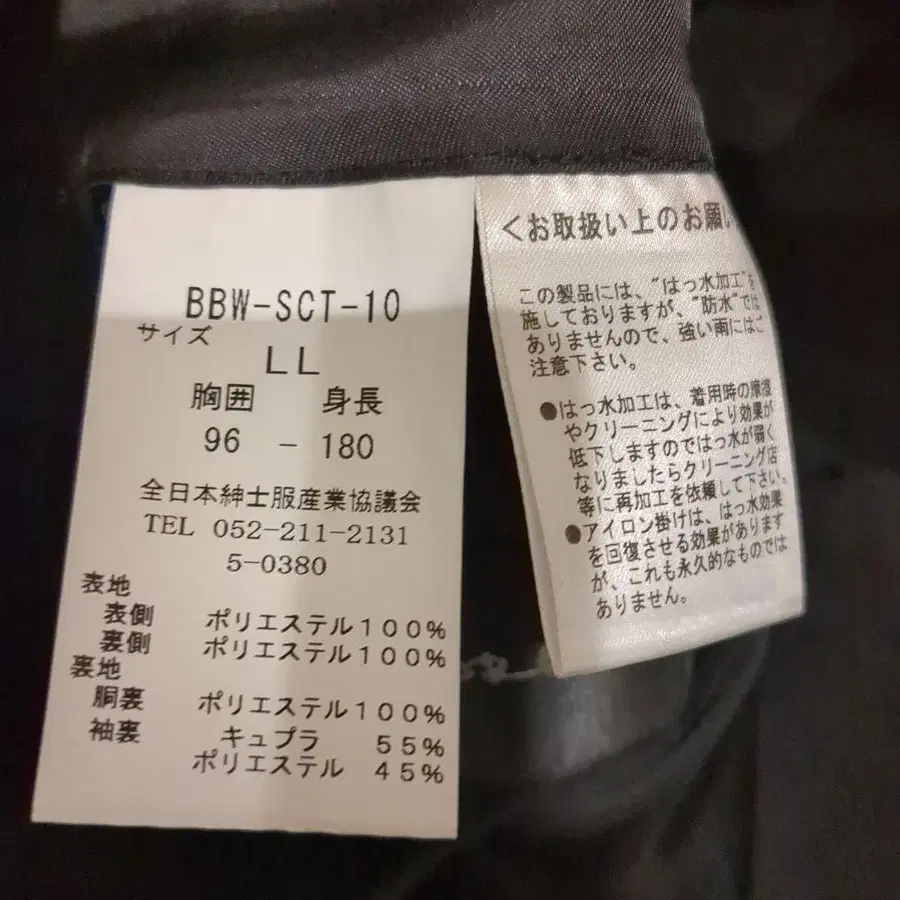 BBW-SCT-10
サイズ
LL
胸囲 身長
96 - 180
全日本紳士服産業協議会
TEL 052-211-2131
5-0380
表地
表側 ポリエステル100%
裏側 ポリエステル100%
裏地
胴裏 ポリエステル100%
袖裏 キュプラ 55%
ポリエステル 45%
<お取扱い上のお願い
この製品には、"はっ水加工"を
施しておりますが、"防水"では
ありませんので、強い雨にはご
注意下さい。
●はっ水加工は、着用時の摩擦
やクリーニングにより効果が
低下しますのではっ水が弱く
なりましたらクリーニング店
等に再加工を依頼して下さい。
●アイロン掛けは、はっ水効果
を回復させる効果があります
が、これも永久的なものでは
ありません。